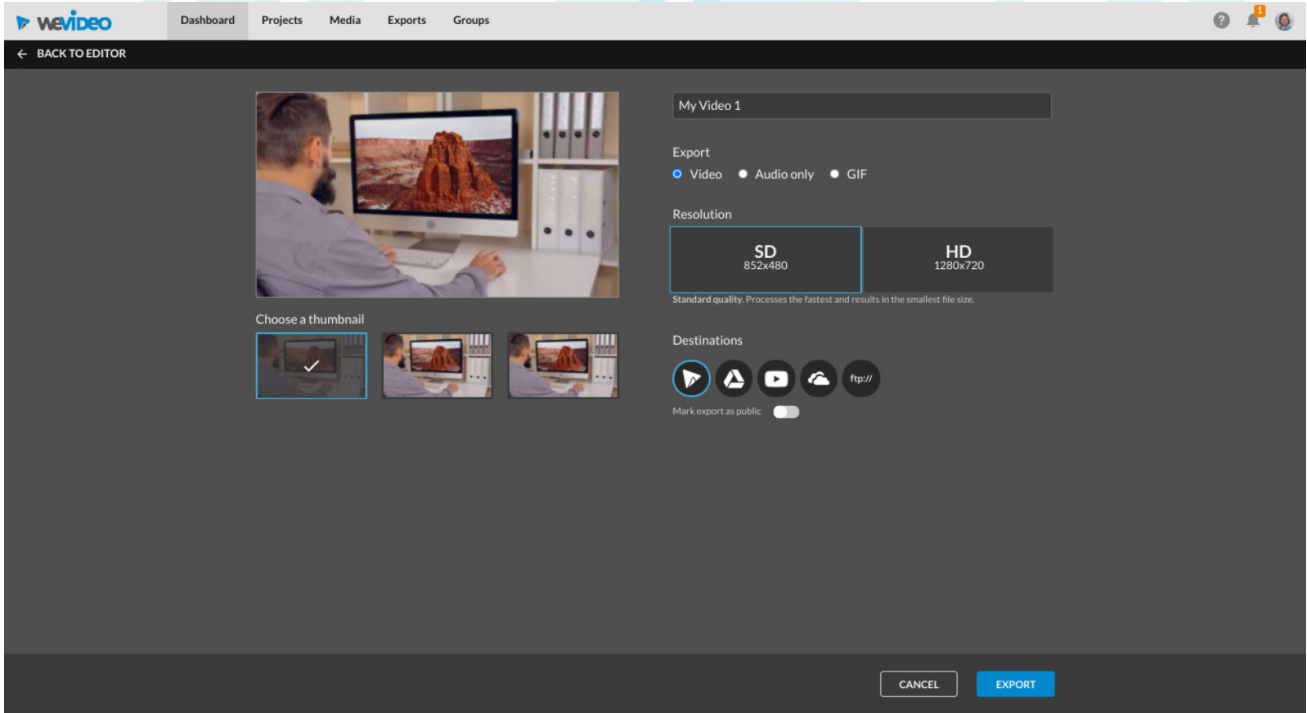 WEVIDEO
Dashboard Projects Media Exports Groups
1
?
BACK TO EDITOR
My Video 1
Export
Video Audio only GIF
Resolution
SD
852x480
HD
1280x720
Standard quality. Processes the fastest and results in the smallest file size.
Choose a thumbnail
Destinations
ftp://
Mark export as public
CANCEL EXPORT